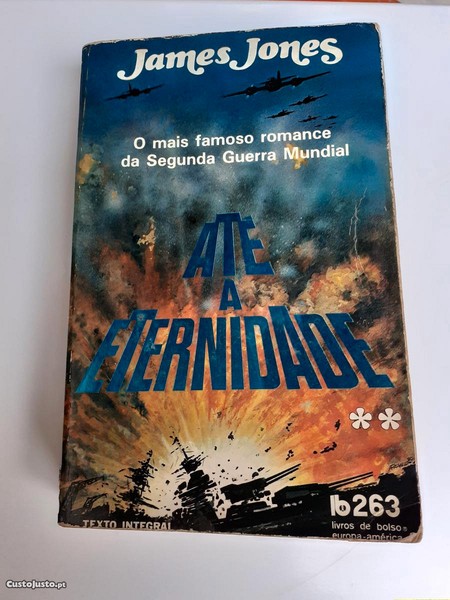 James Jones
O mais famoso romance
da Segunda Guerra Mundial
ATÉ
A
ETERNIDADE
**
lb263
TEXTO INTEGRAL
livros de bolso
europa-américa
CustoJusto.pt